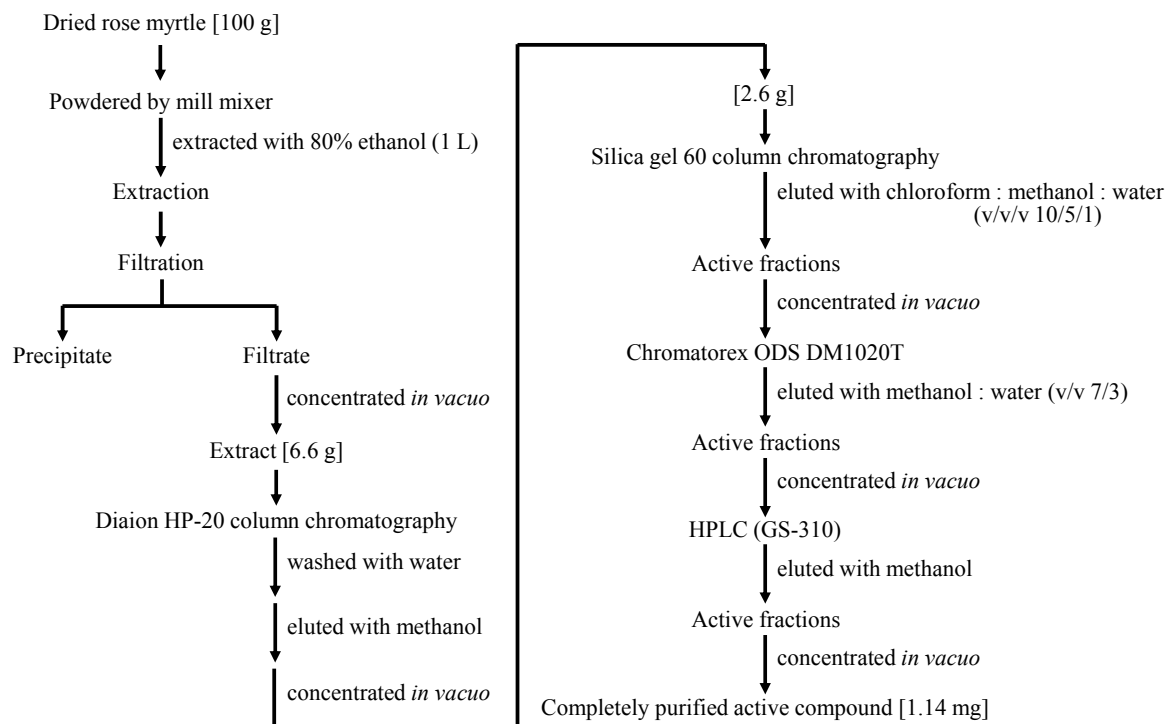 Dried rose myrtle [100 g]
Powdered by mill mixer
extracted with 80% ethanol (1 L)
Extraction
Filtration
Precipitate
Filtrate
concentrated in vacuo
Extract [6.6 g]
Diaion HP-20 column chromatography
washed with water
eluted with methanol
concentrated in vacuo
[2.6 g]
Silica gel 60 column chromatography
eluted with chloroform : methanol : water
(v/v/v 10/5/1)
Active fractions
concentrated in vacuo
Chromatorex ODS DM1020T
eluted with methanol : water (v/v 7/3)
Active fractions
concentrated in vacuo
HPLC (GS-310)
eluted with methanol
Active fractions
concentrated in vacuo
Completely purified active compound [1.14 mg]